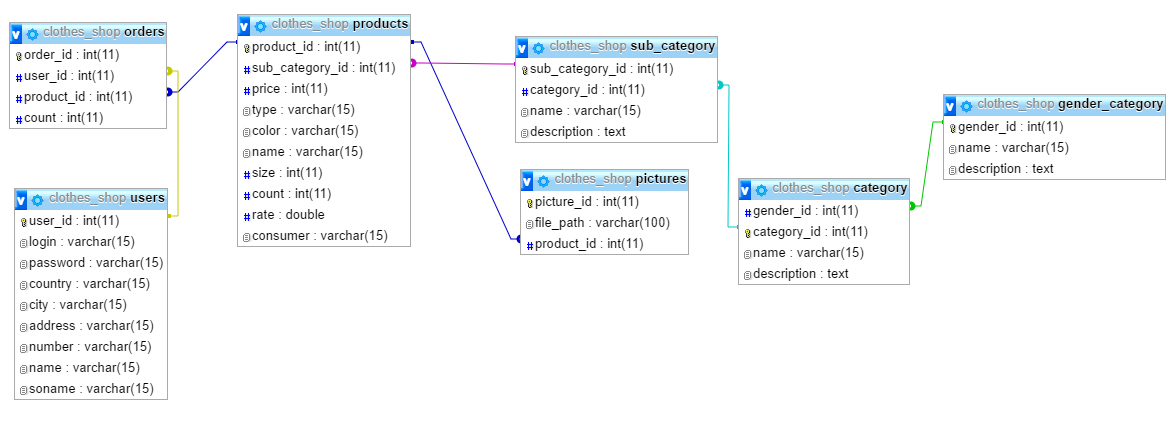 clothes_shop orders
order_id : int(11)
user_id : int(11)
product_id : int(11)
count : int(11)
clothes_shop users
user_id : int(11)
login : varchar(15)
password : varchar(15)
country : varchar(15)
city : varchar(15)
address : varchar(15)
number : varchar(15)
name : varchar(15)
soname : varchar(15)
clothes_shop products
product_id : int(11)
sub_category_id : int(11)
price : int(11)
type : varchar(15)
color : varchar(15)
name : varchar(15)
size : int(11)
count : int(11)
rate : double
consumer : varchar(15)
clothes_shop sub_category
sub_category_id : int(11)
category_id : int(11)
name : varchar(15)
description : text
clothes_shop pictures
picture_id : int(11)
file_path : varchar(100)
product_id : int(11)
clothes_shop category
gender_id : int(11)
category_id : int(11)
name : varchar(15)
description : text
clothes_shop gender_category
gender_id : int(11)
name : varchar(15)
description : text